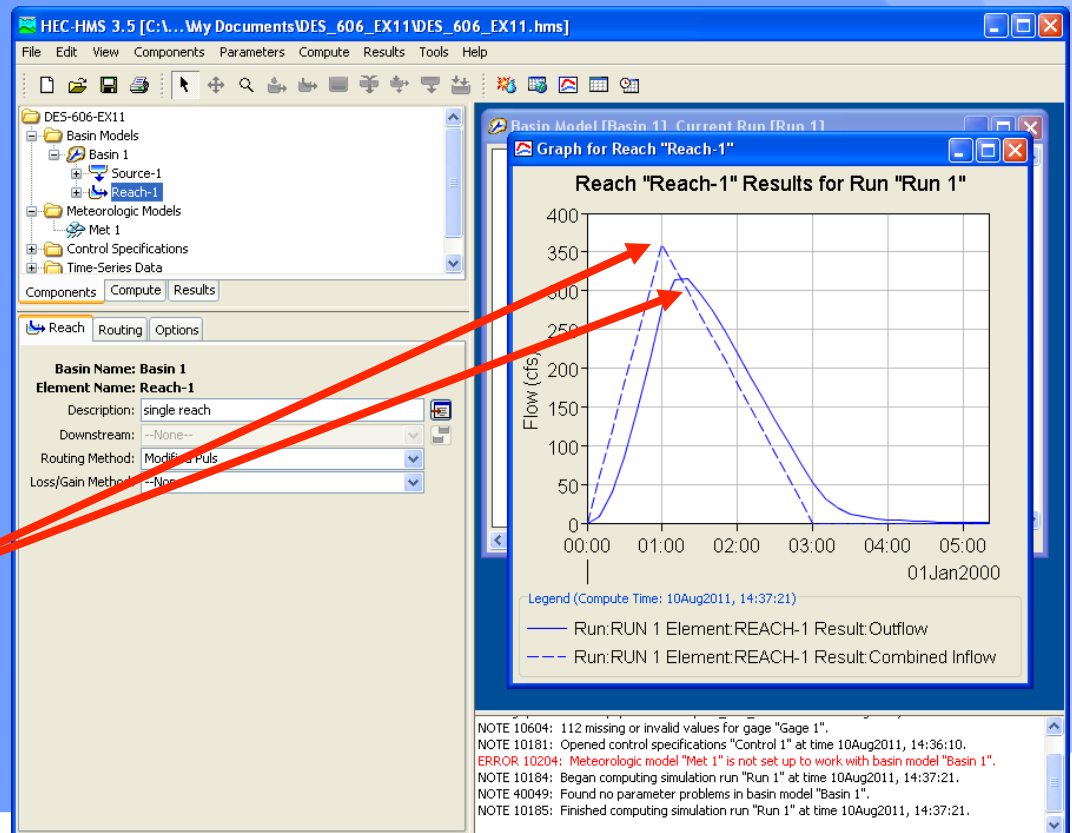 HEC-HMS 3.5 [C:\...\My Documents\DES_606_EX11\DES_606_EX11.hms]
File Edit View Components Parameters Compute Results Tools Help
DES-606-EX11
Basin Models
Basin 1
Source-1
Reach-1
Meteorologic Models
Met 1
Control Specifications
Time-Series Data
Components Compute Results
Reach Routing Options
Basin Name: Basin 1
Element Name: Reach-1
Description: single reach
Downstream: --None--
Routing Method: Modified Puls
Loss/Gain Method: --None--
Basin Model [Basin 1] Current Run [Run 1]
Graph for Reach "Reach-1"
Reach "Reach-1" Results for Run "Run 1"
400
350
300
250
200
150
100
50
0
Flow (cfs)
00:00 01:00 02:00 03:00 04:00 05:00
01Jan2000
Legend (Compute Time: 10Aug2011, 14:37:21)
Run:RUN 1 Element:REACH-1 Result:Outflow
Run:RUN 1 Element:REACH-1 Result:Combined Inflow
NOTE 10604: 112 missing or invalid values for gage "Gage 1".
NOTE 10181: Opened control specifications "Control 1" at time 10Aug2011, 14:36:10.
ERROR 10204: Meteorologic model "Met 1" is not set up to work with basin model "Basin 1".
NOTE 10184: Began computing simulation run "Run 1" at time 10Aug2011, 14:37:21.
NOTE 40049: Found no parameter problems in basin model "Basin 1".
NOTE 10185: Finished computing simulation run "Run 1" at time 10Aug2011, 14:37:21.